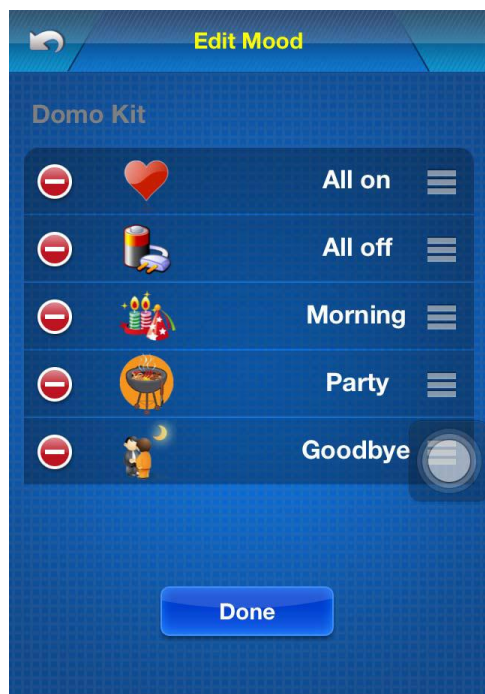 Edit Mood
Domo Kit
All on
All off
Morning
Party
Goodbye
Done